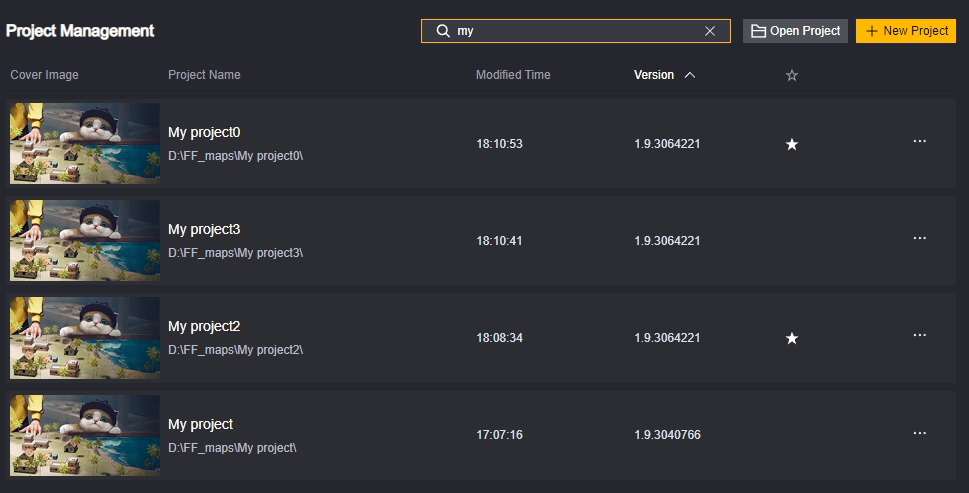 Project Management
my
Open Project
New Project
Cover Image
Project Name
Modified Time
Version
My project0
D:\FF_maps\My project0\
18:10:53
1.9.3064221
My project3
D:\FF_maps\My project3\
18:10:41
1.9.3064221
My project2
D:\FF_maps\My project2\
18:08:34
1.9.3064221
My project
D:\FF_maps\My project\
17:07:16
1.9.3040766